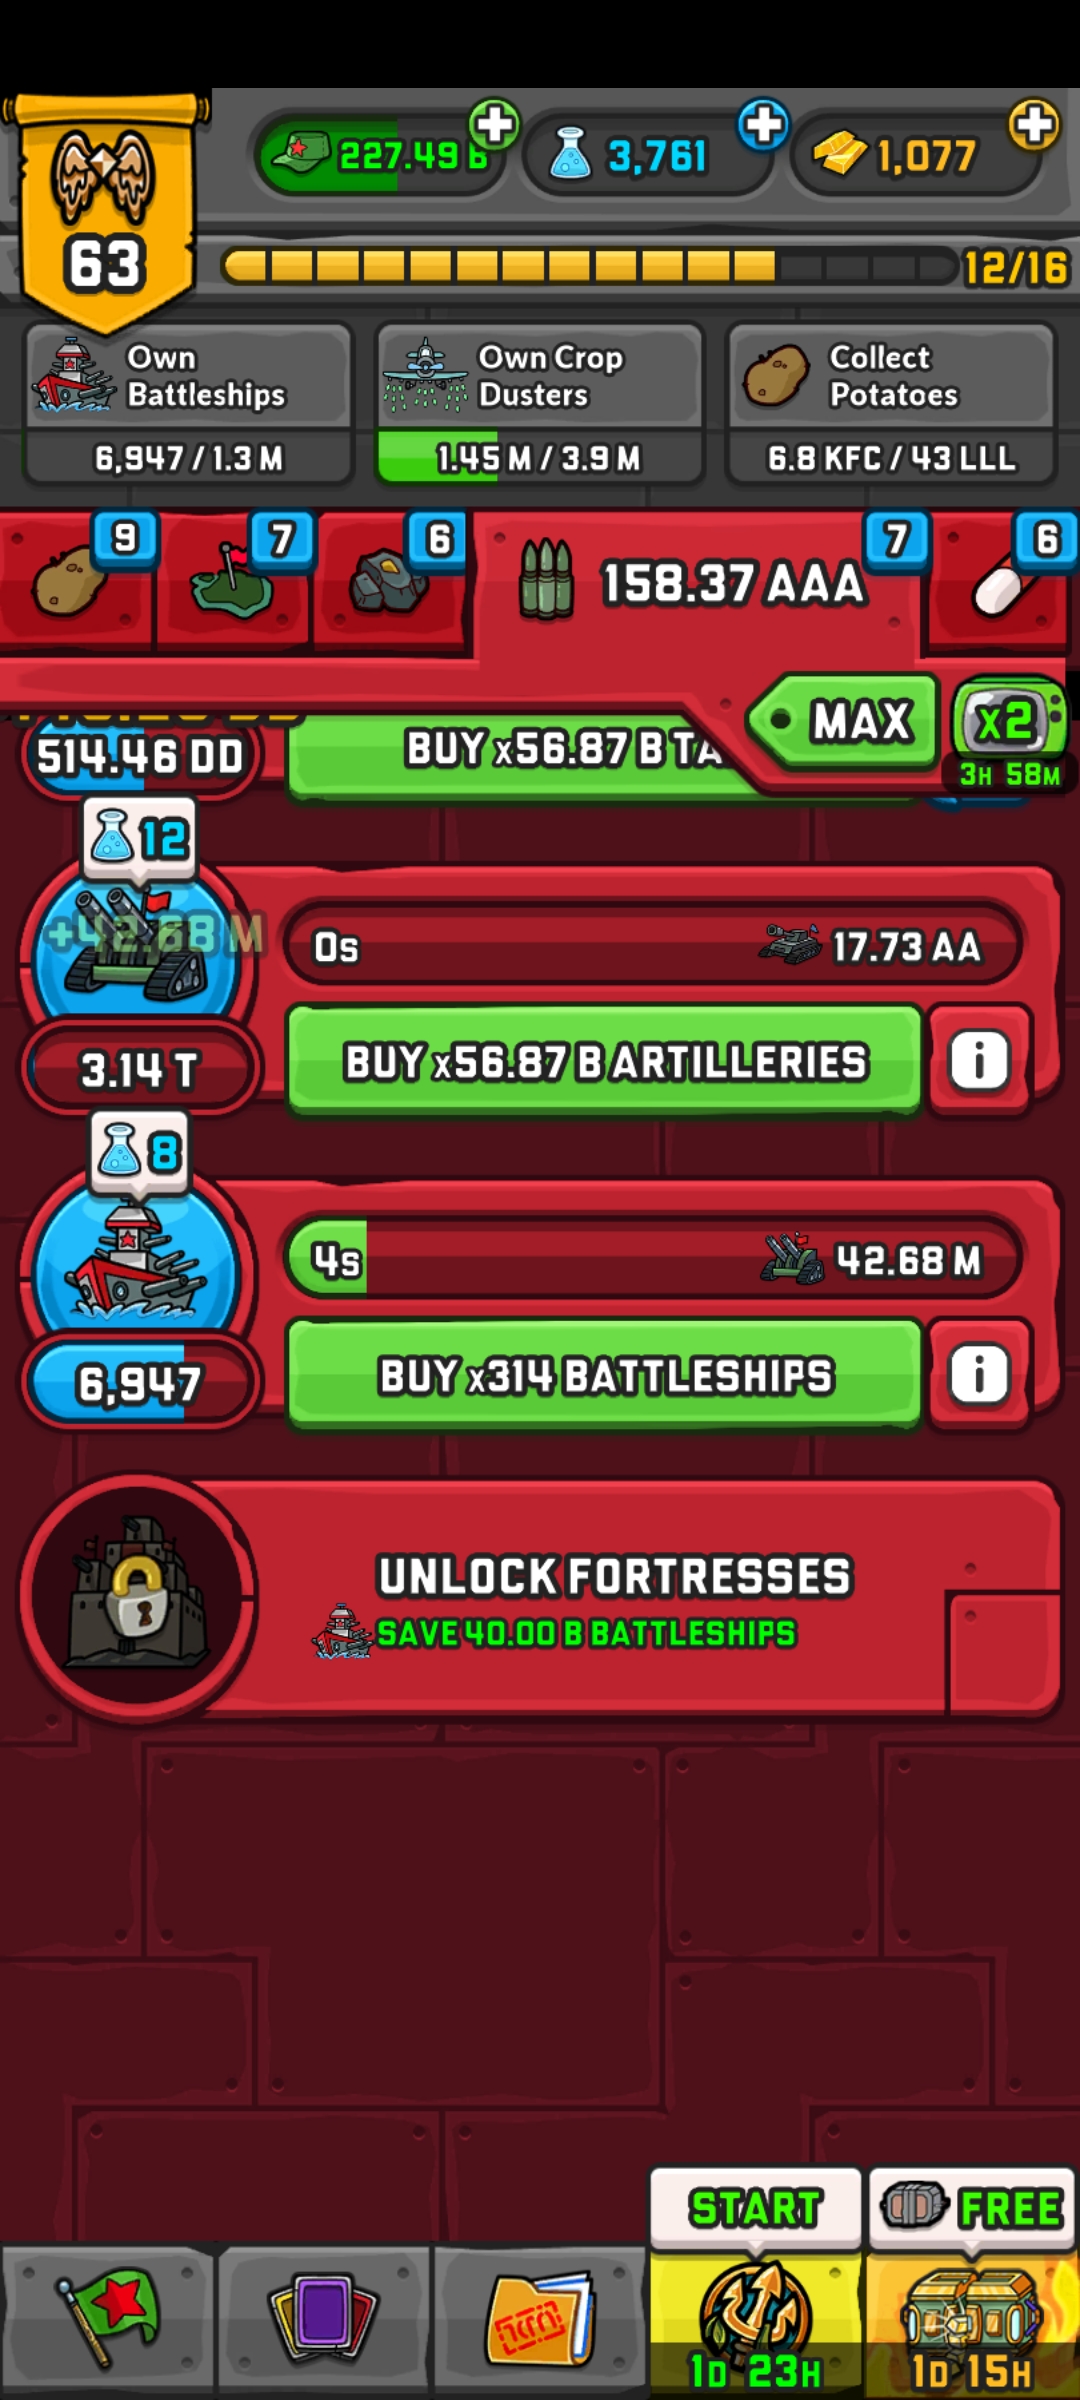 227.49 B
3,761
1,077
63
12/16
Own
Battleships
6,947 / 1.3 M
Own Crop
Dusters
1.45 M / 3.9 M
Collect
Potatoes
6.8 KFC / 43 LLL
9
7
6
158.37 AAA
7
6
MAX
x2
3H 58M
514.46 DD
BUY x56.87 B TA
12
+42.68 M
0s
17.73 AA
3.14 T
BUY x56.87 B ARTILLERIES
i
8
4s
42.68 M
6,947
BUY x314 BATTLESHIPS
i
UNLOCK FORTRESSES
SAVE 40.00 B BATTLESHIPS
START
FREE
1D 23H
1D 15H